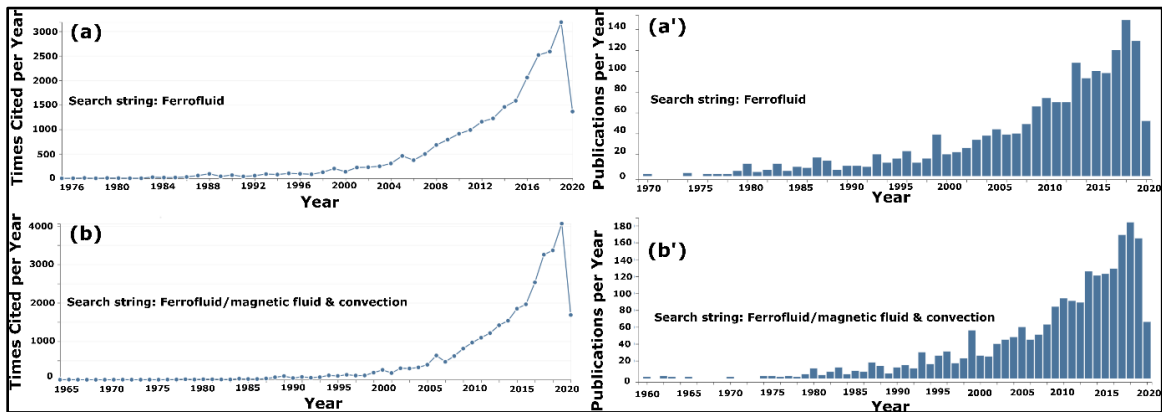 (a)
Times Cited per Year
3000
2500
2000
1500
1000
500
0
Search string: Ferrofluid
1976 1980 1984 1988 1992 1996 2000 2004 2008 2012 2016 2020
Year
(a')
Publications per Year
140
120
100
80
60
40
20
0
Search string: Ferrofluid
1970 1975 1980 1985 1990 1995 2000 2005 2010 2015 2020
Year
(b)
Times Cited per Year
4000
3000
2000
1000
0
Search string: Ferrofluid/magnetic fluid & convection
1965 1970 1975 1980 1985 1990 1995 2000 2005 2010 2015 2020
Year
(b')
Publications per Year
180
160
140
120
100
80
60
40
20
0
Search string: Ferrofluid/magnetic fluid & convection
1960 1965 1970 1975 1980 1985 1990 1995 2000 2005 2010 2015 2020
Year